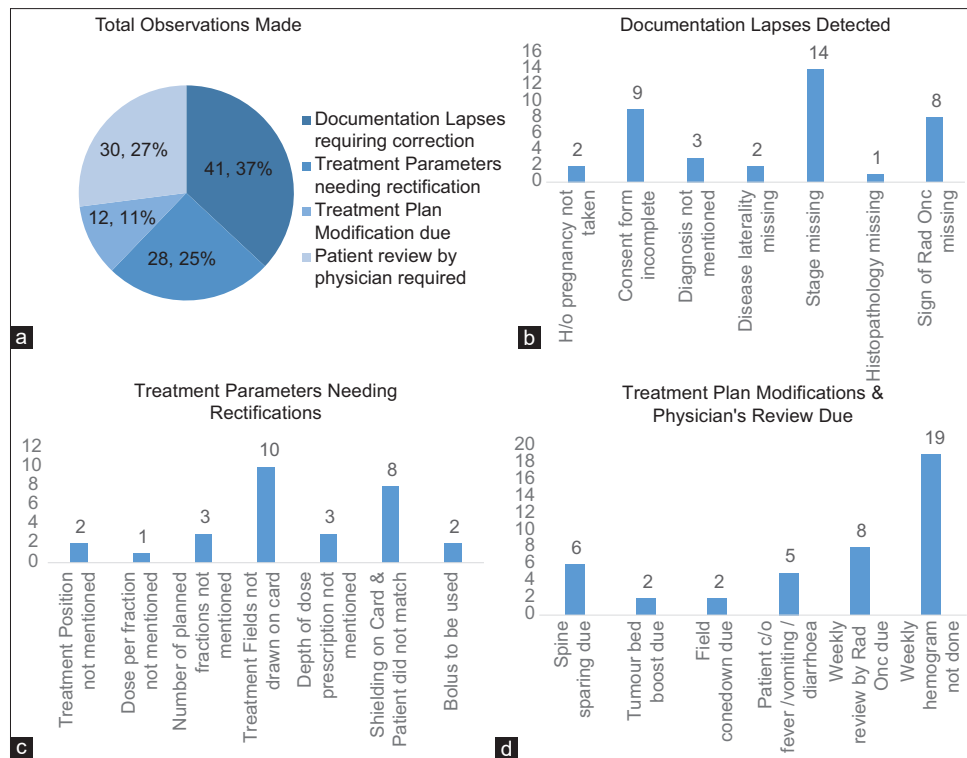 Total Observations Made
41, 37%
28, 25%
12, 11%
30, 27%
Documentation Lapses
requiring correction
Treatment Parameters
needing rectification
Treatment Plan
Modification due
Patient review by
physician required
a
Documentation Lapses Detected
16
14
12
10
8
6
4
2
0
2
9
3
2
14
1
8
H/o pregnancy not
taken
Consent form
incomplete
Diagnosis not
mentioned
Disease laterality
missing
Stage missing
Histopathology missing
Sign of Rad Onc
missing
b
Treatment Parameters Needing
Rectifications
12
10
8
6
4
2
0
2
1
3
10
3
8
2
Treatment Position
not mentioned
Dose per fraction
not mentioned
Number of planned
fractions not
mentioned
Treatment Fields not
drawn on card
Depth of dose
prescription not
mentioned
Shielding on Card &
Patient did not match
Bolus to be used
c
Treatment Plan Modifications &
Physician's Review Due
20
18
16
14
12
10
8
6
4
2
0
6
2
2
5
8
19
Spine
sparing due
Tumour bed
boost due
Field
conedown due
Patient c/o
fever /vomiting /
diarrhoea
Weekly
review by Rad
Onc due
Weekly
hemogram
not done
d